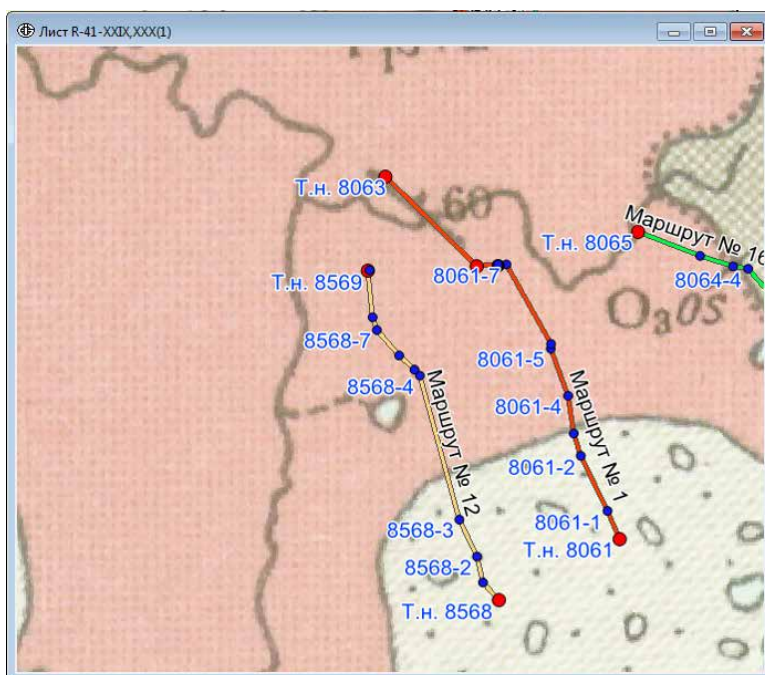 Лист R-41-XXIX,XXX(1)
Т.н. 8063
60
Маршрут № 16
Т.н. 8065
8061-7
8064-4
Т.н. 8569
Oaos
8568-7
8061-5
8568-4
8061-4
Маршрут № 12
Маршрут № 1
8061-2
8568-3
8061-1
Т.н. 8061
8568-2
Т.н. 8568